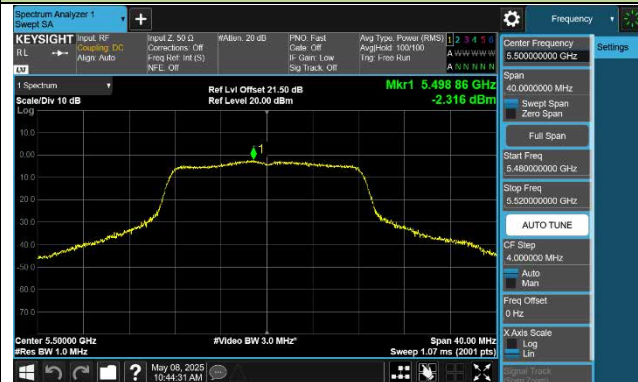 Spectrum Analyzer 1
Swept SA
+
Frequency
KEYSIGHT
RL
LXI
Input: RF
Coupling: DC
Align: Auto
Input Z: 50 Ω
Corrections: Off
Freq Ref: Int (S)
NFE: Off
#Atten: 20 dB
PNO: Fast
Gate: Off
IF Gain: Low
Sig Track: Off
Avg Type: Power (RMS)
Avg|Hold: 100/100
Trig: Free Run
1 2 3 4 5 6
A W W W W W
A N N N N N
Center Frequency
5.500000000 GHz
Settings
Span
40.0000000 MHz
Swept Span
Zero Span
Full Span
Start Freq
5.480000000 GHz
Stop Freq
5.520000000 GHz
AUTO TUNE
CF Step
4.000000 MHz
Auto
Man
Freq Offset
0 Hz
X Axis Scale
Log
Lin
Signal Track
1 Spectrum
Scale/Div 10 dB
Log
Ref Lvl Offset 21.50 dB
Ref Level 20.00 dBm
Mkr1 5.498 86 GHz
-2.316 dBm
1
10.0
0.00
-10.0
-20.0
-30.0
-40.0
-50.0
-60.0
-70.0
Center 5.50000 GHz
#Res BW 1.0 MHz
#Video BW 3.0 MHz*
Span 40.00 MHz
Sweep 1.07 ms (2001 pts)
?
May 08, 2025
10:44:31 AM